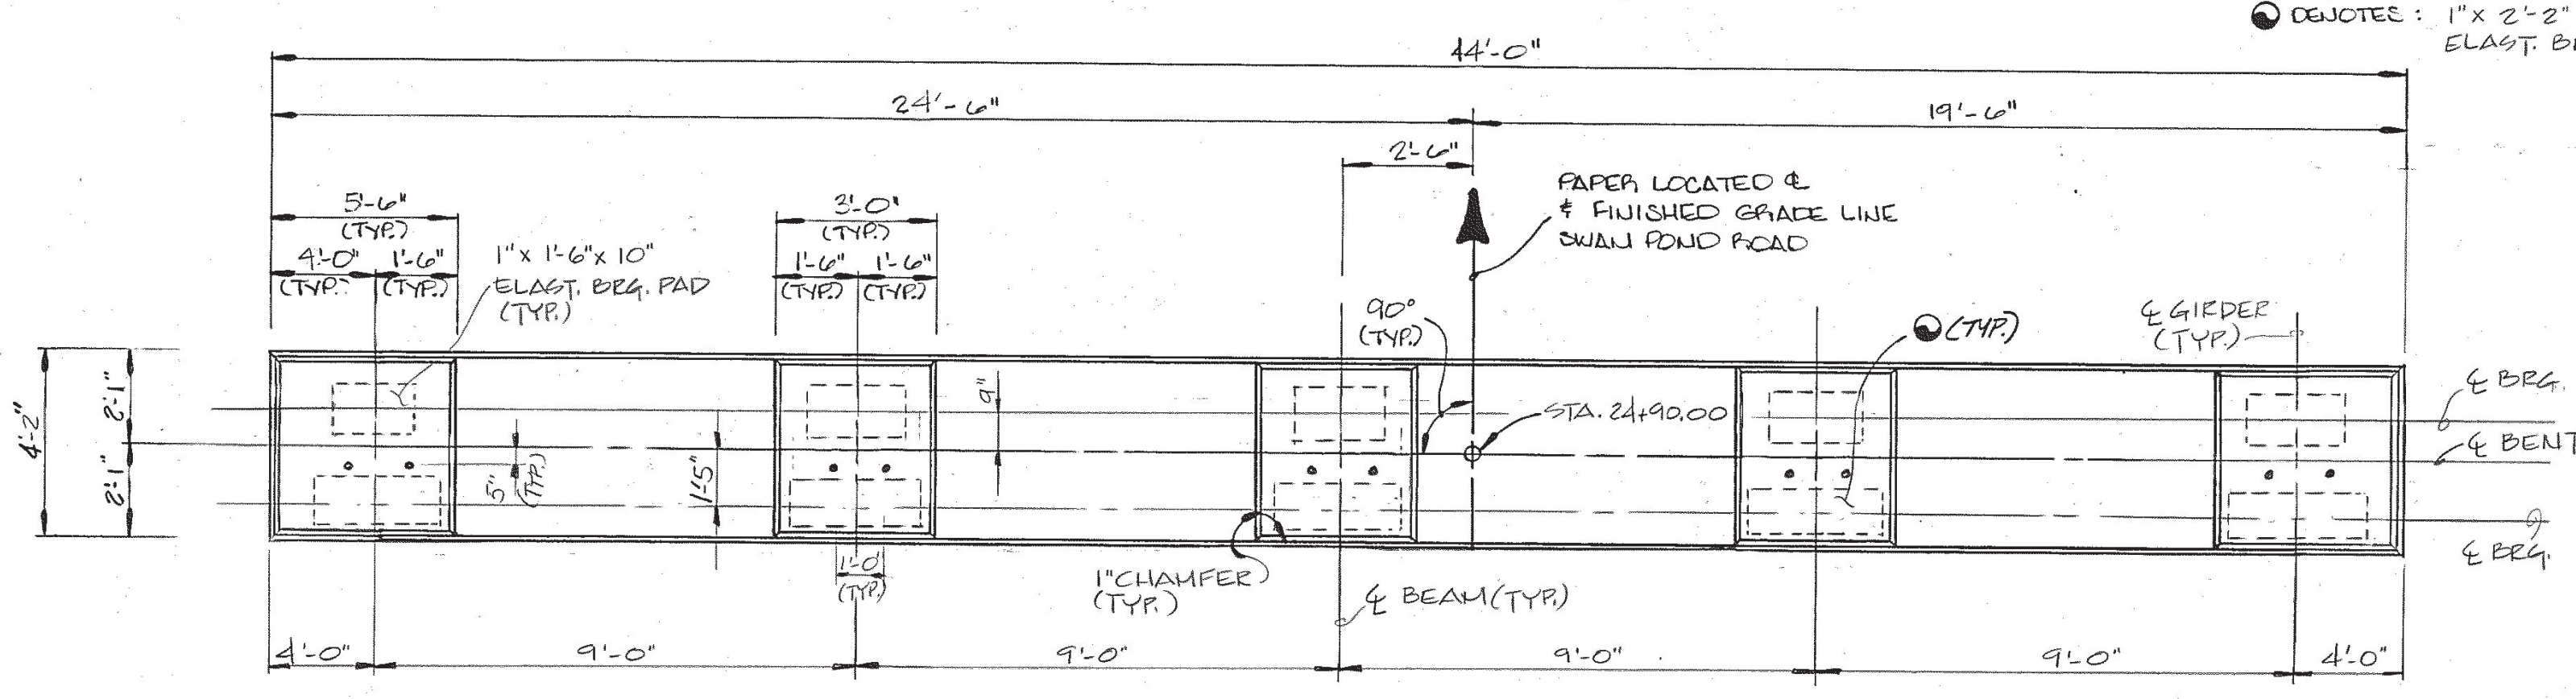 DENOTES: 1" x 2'-2"
ELAST. B
44'-0"
24'-6"
19'-6"
2'-6"
PAPER LOCATED ℄
& FINISHED GRADE LINE
SWAN POND ROAD
5'-6"
(TYP.)
3'-0"
(TYP.)
4'-0"
(TYP.)
1'-6"
(TYP.)
1" x 1'-6" x 10"
ELAST. BRG. PAD
(TYP.)
1'-6"
(TYP.)
1'-6"
(TYP.)
90°
(TYP.)
(TYP.)
℄ GIRDER
(TYP.)
4'-2"
2'-1"
2'-1"
9"
STA. 24+90.00
℄ BRG.
℄ BENT
5"
(TYP.)
1'-5"
℄ BRG.
1'-0"
(TYP.)
1" CHAMFER
(TYP.)
℄ BEAM (TYP.)
4'-0"
9'-0"
9'-0"
9'-0"
9'-0"
4'-0"